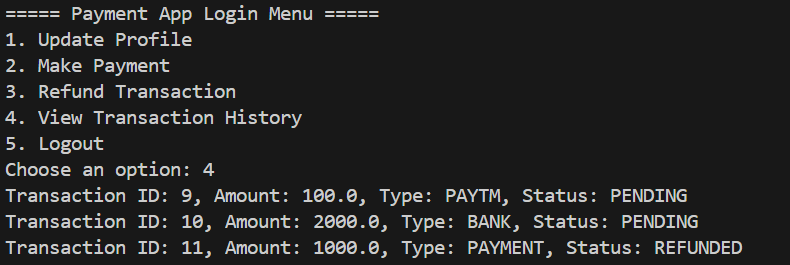 ===== Payment App Login Menu =====
1. Update Profile
2. Make Payment
3. Refund Transaction
4. View Transaction History
5. Logout
Choose an option: 4
Transaction ID: 9, Amount: 100.0, Type: PAYTM, Status: PENDING
Transaction ID: 10, Amount: 2000.0, Type: BANK, Status: PENDING
Transaction ID: 11, Amount: 1000.0, Type: PAYMENT, Status: REFUNDED